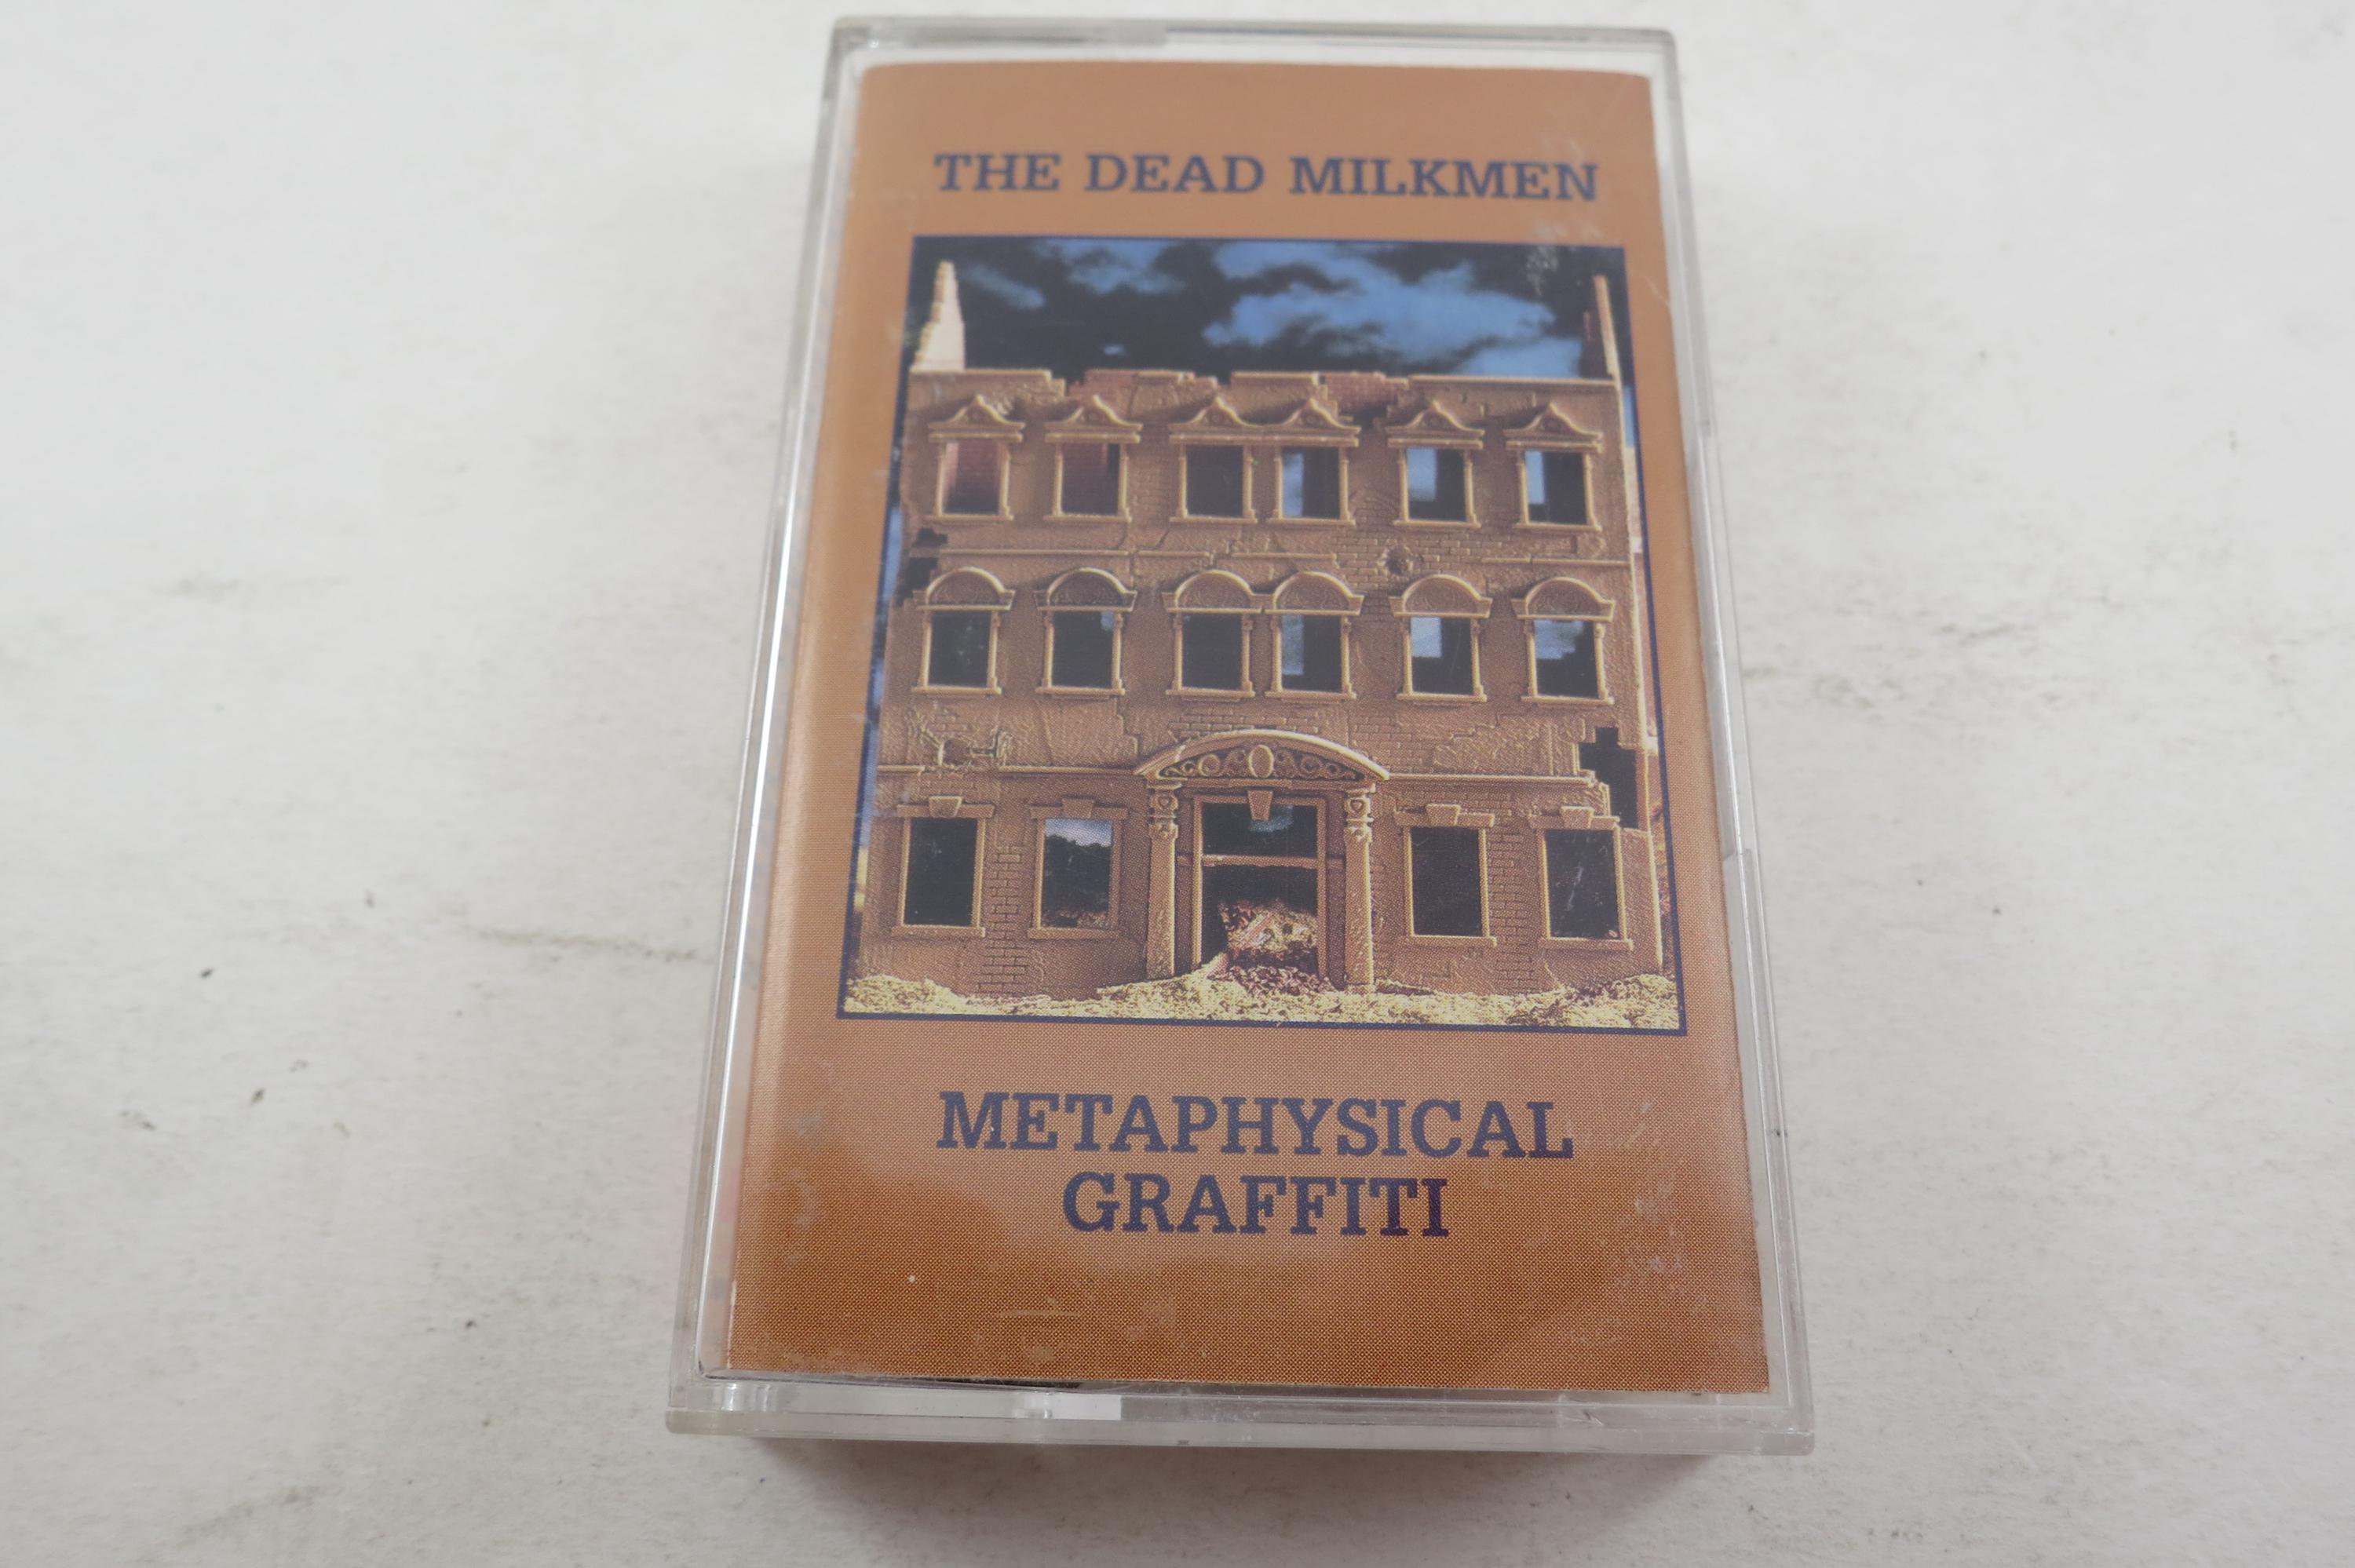 THE DEAD MILKMEN
METAPHYSICAL
GRAFFITI